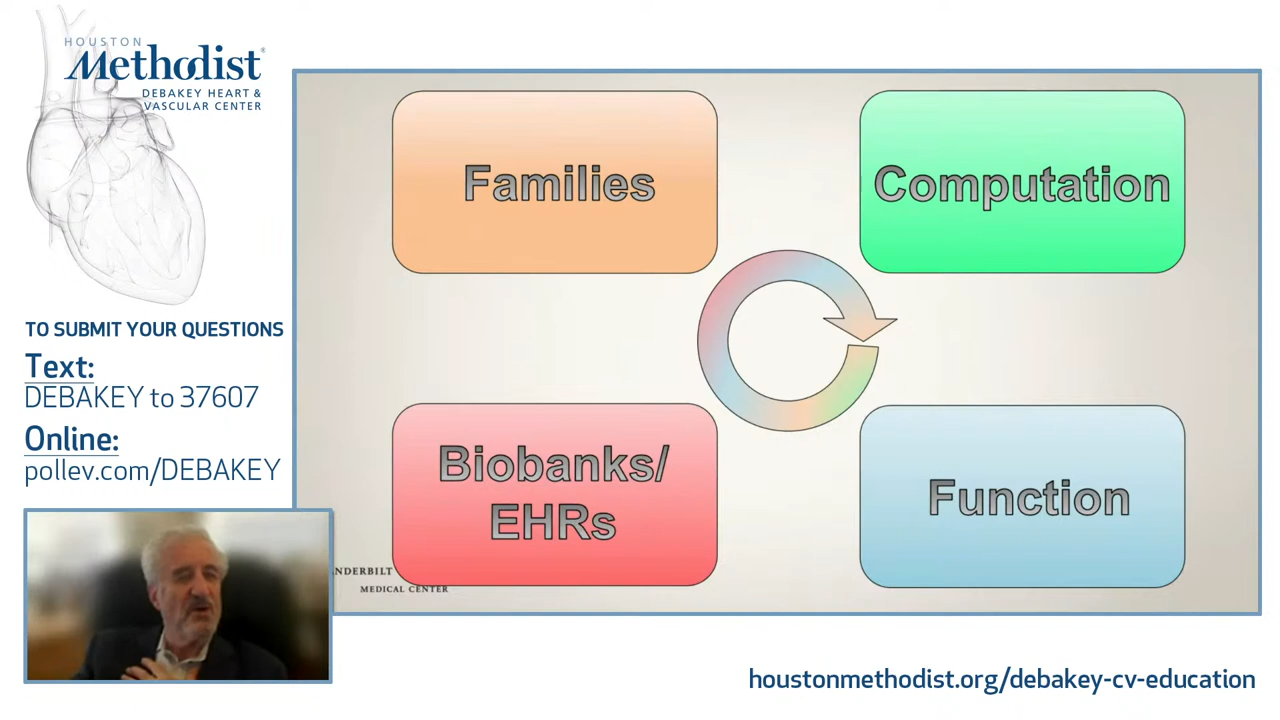 HOUSTON
Methodist®
DEBAKEY HEART &
VASCULAR CENTER
TO SUBMIT YOUR QUESTIONS
Text:
DEBAKEY to 37607
Online:
pollev.com/DEBAKEY
Families
Computation
Biobanks/
EHRs
Function
NDERBILT
MEDICAL CENTER
houstonmethodist.org/debakey-cv-education